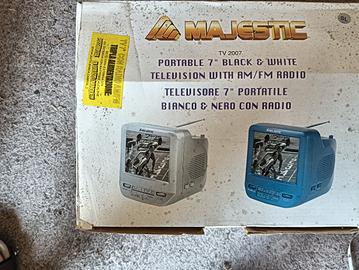 MAJESTIC
TV 2007
PORTABLE 7" BLACK & WHITE
TELEVISION WITH AM/FM RADIO
TELEVISORE 7" PORTATILE
BIANCO & NERO CON RADIO